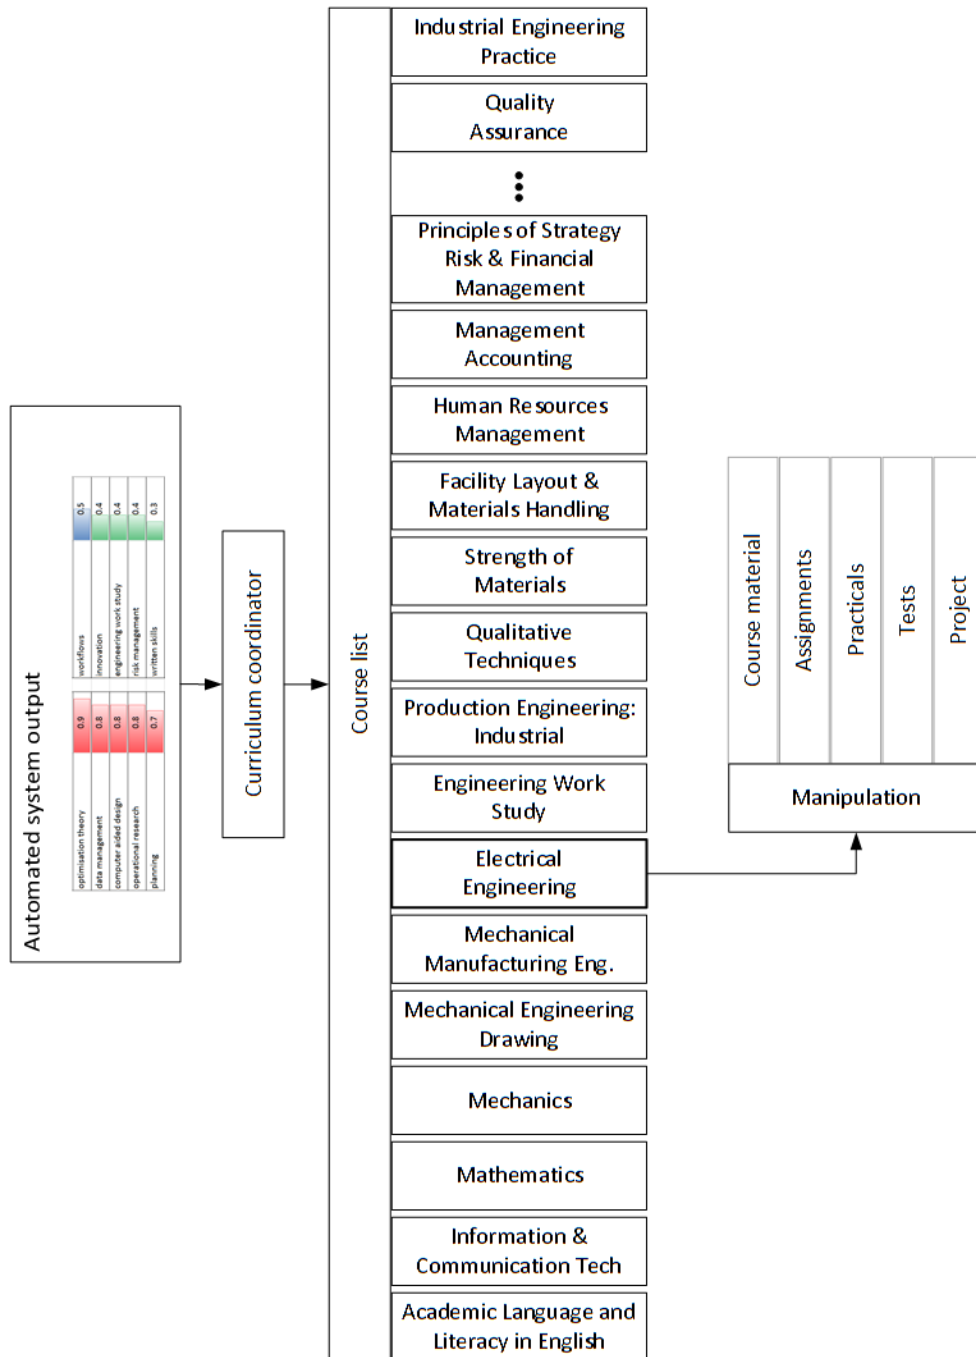 Automated system output
optimisation theory
0.9
data management
0.8
computer aided design
0.8
operational research
0.8
planning
0.7
workflows
0.5
innovation
0.4
engineering work study
0.4
risk management
0.4
written skills
0.3
Curriculum coordinator
Course list
Industrial Engineering
Practice
Quality
Assurance
Principles of Strategy
Risk & Financial
Management
Management
Accounting
Human Resources
Management
Facility Layout &
Materials Handling
Strength of
Materials
Qualitative
Techniques
Production Engineering:
Industrial
Engineering Work
Study
Electrical
Engineering
Mechanical
Manufacturing Eng.
Mechanical Engineering
Drawing
Mechanics
Mathematics
Information &
Communication Tech
Academic Language and
Literacy in English
Manipulation
Course material
Assignments
Practicals
Tests
Project